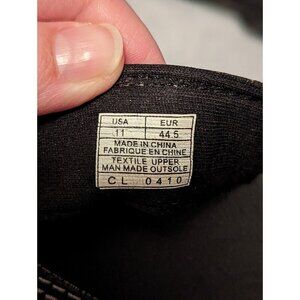 USA EUR
11 44.5
MADE IN CHINA
FABRIQUE EN CHINE
TEXTILE UPPER
MAN MADE OUTSOLE
CL 0410